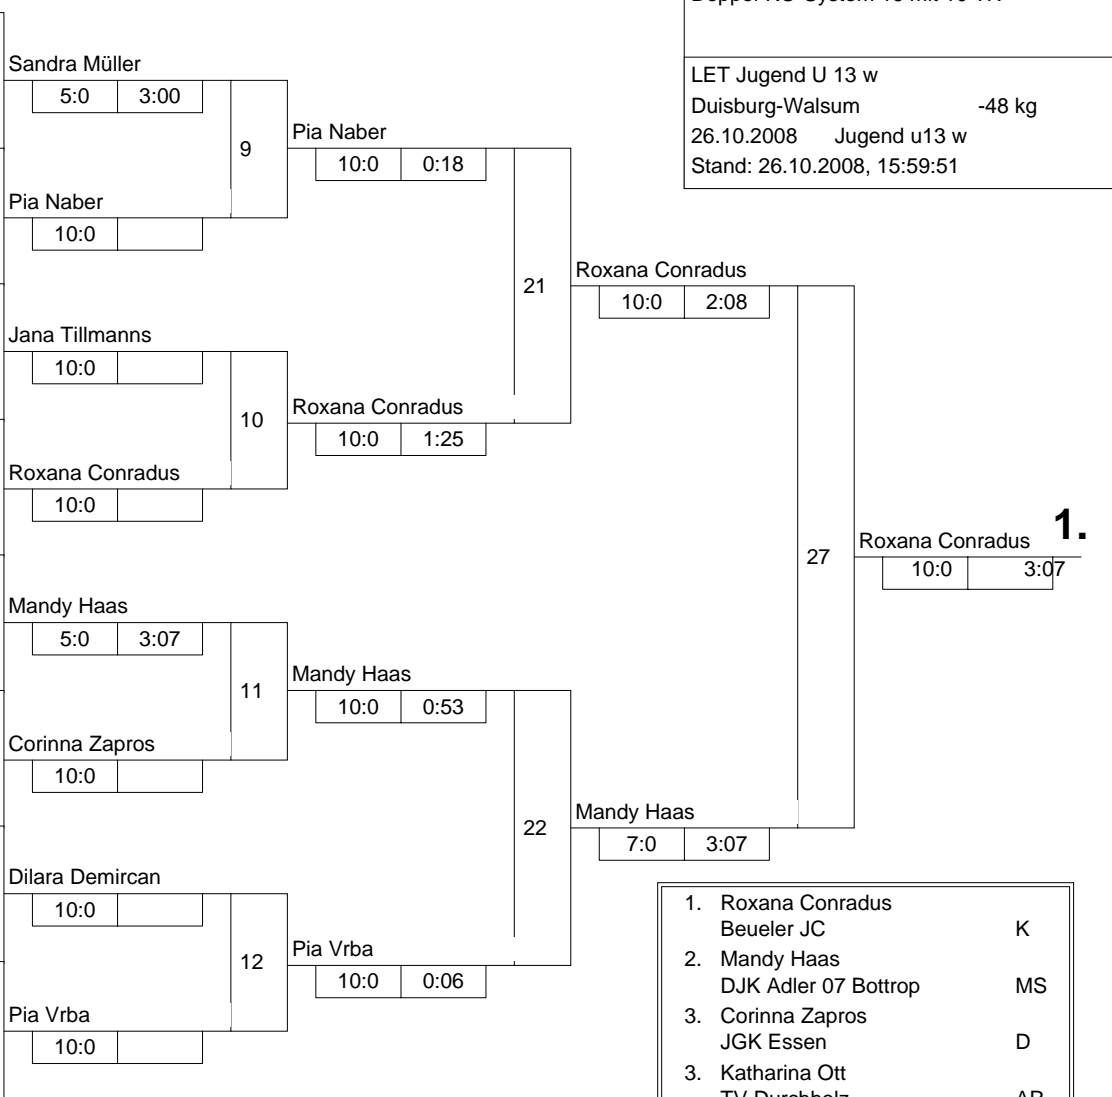 LET Jugend U 13 w
Duisburg-Walsum -48 kg
26.10.2008 Jugend u13 w
Stand: 26.10.2008, 15:59:51
Sandra Müller
5:0 3:00
9
Pia Naber
10:0 0:18
Pia Naber
10:0
21
Roxana Conradus
10:0 2:08
Jana Tillmanns
10:0
10
Roxana Conradus
10:0 1:25
Roxana Conradus
10:0
27
Roxana Conradus 1.
10:0 3:07
Mandy Haas
5:0 3:07
11
Mandy Haas
10:0 0:53
Corinna Zapros
10:0
22
Mandy Haas
7:0 3:07
Dilara Demircan
10:0
12
Pia Vrba
10:0 0:06
Pia Vrba
10:0
1. Roxana Conradus
Beueler JC K
2. Mandy Haas
DJK Adler 07 Bottrop MS
3. Corinna Zapros
JGK Essen D
3. Katharina Ott